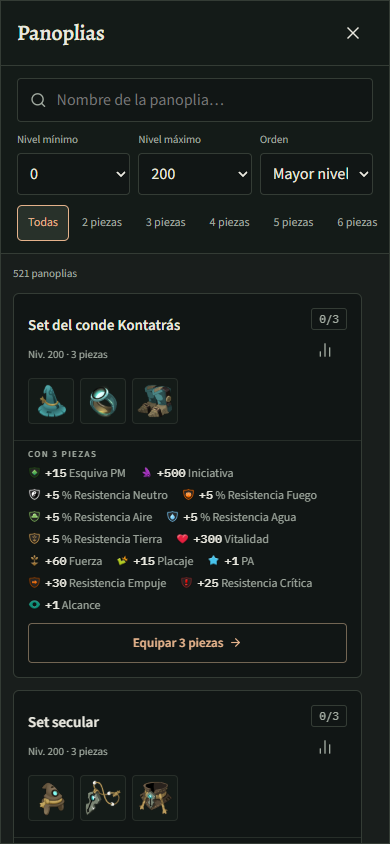 Panoplias
Nombre de la panoplia...
Nivel mínimo Nivel máximo Orden
0 200 Mayor nivel
Todas 2 piezas 3 piezas 4 piezas 5 piezas 6 piezas
521 panoplias
Set del conde Kontatrás 0/3
Niv. 200 · 3 piezas
CON 3 PIEZAS
+15 Esquiva PM +500 Iniciativa
+5 % Resistencia Neutro +5 % Resistencia Fuego
+5 % Resistencia Aire +5 % Resistencia Agua
+5 % Resistencia Tierra +300 Vitalidad
+60 Fuerza +15 Placaje +1 PA
+30 Resistencia Empuje +25 Resistencia Crítica
+1 Alcance
Equipar 3 piezas →
Set secular 0/3
Niv. 200 · 3 piezas